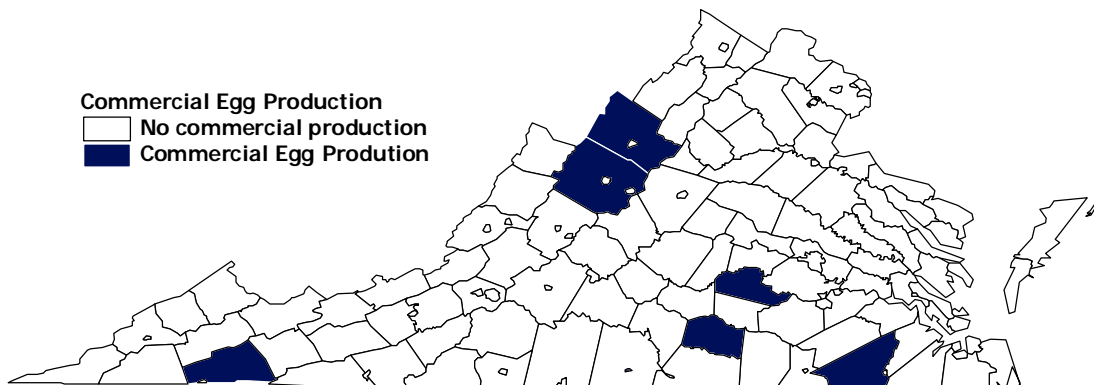 Commercial Egg Production
No commercial production
Commercial Egg Prodution